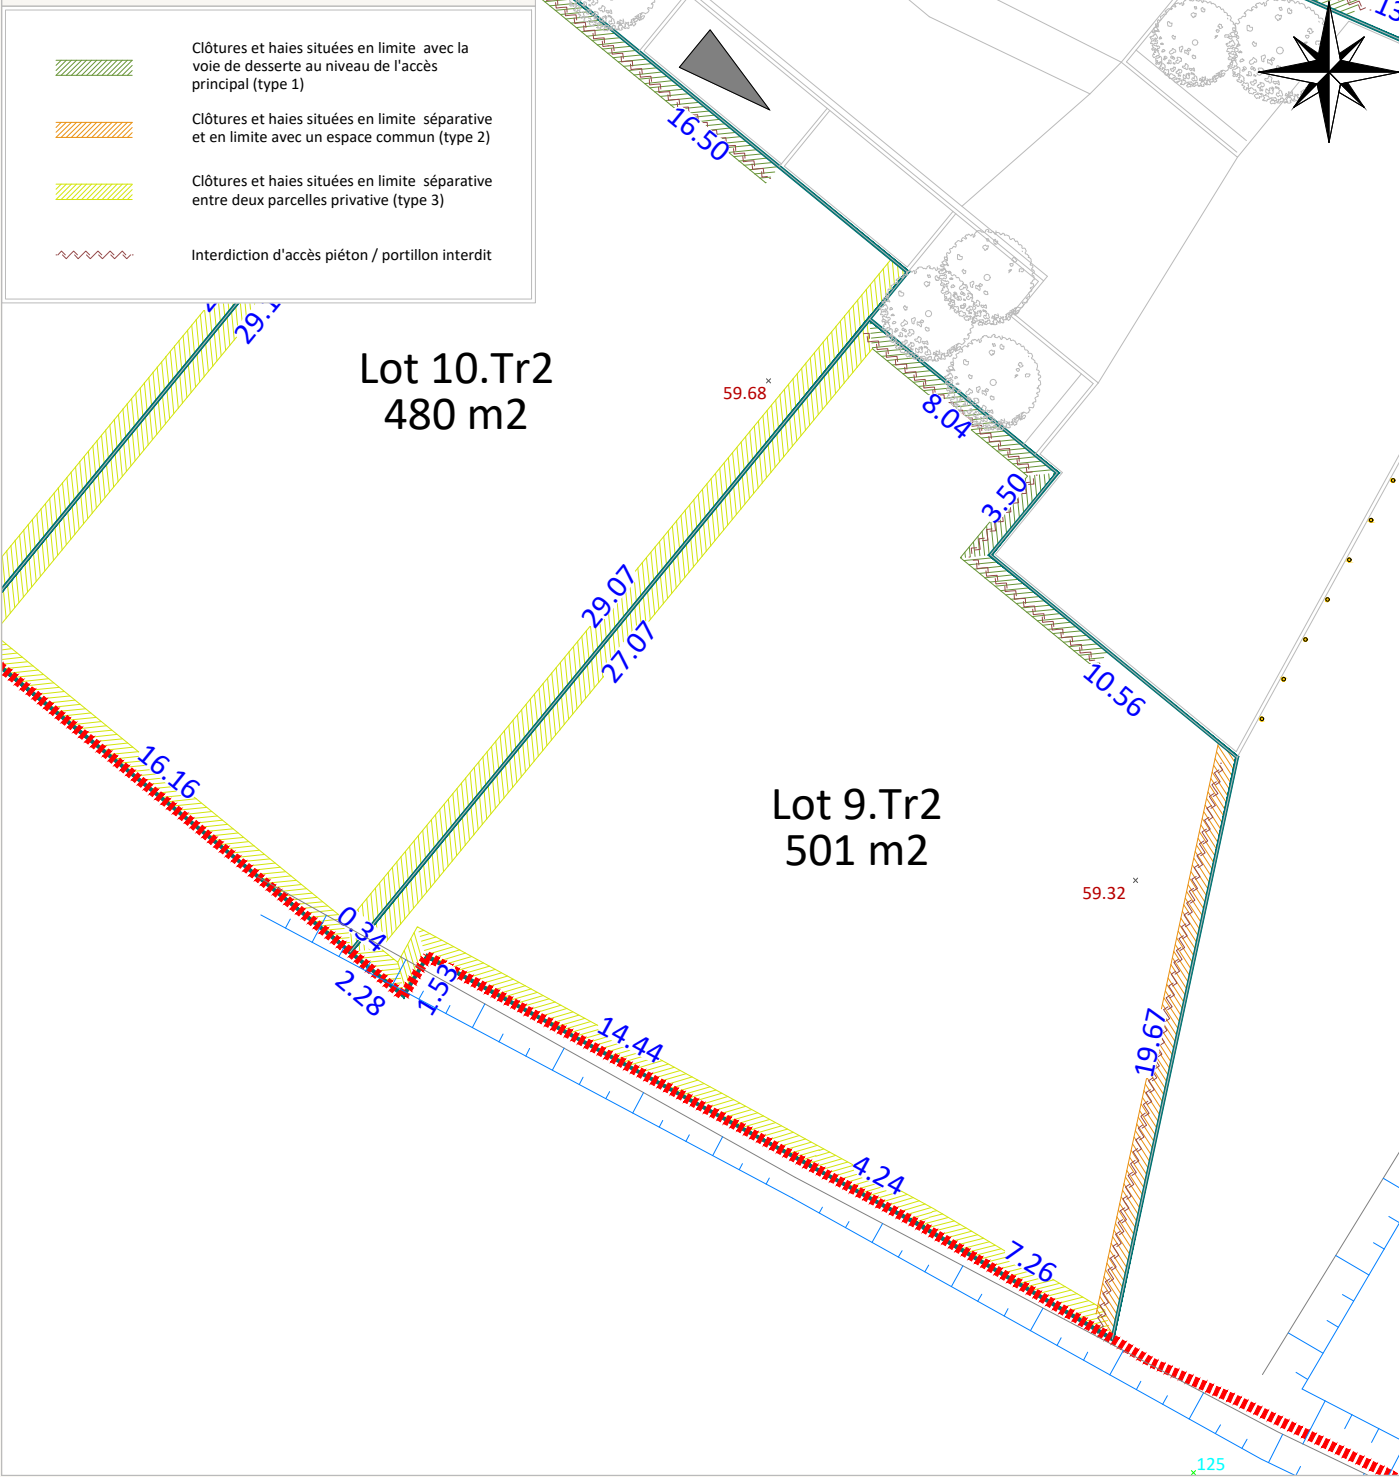 Clôtures et haies situées en limite  avec la
voie de desserte au niveau de l'accès
principal (type 1)
Clôtures et haies situées en limite  séparative
et en limite avec un espace commun (type 2)
Clôtures et haies situées en limite  séparative
entre deux parcelles privative (type 3)
Interdiction d'accès piéton / portillon interdit
16.50
Lot 10.Tr2
480 m2
59.68
8.04
3.50
29.07
27.07
10.56
16.16
Lot 9.Tr2
501 m2
59.32
0.34
2.28
1.53
14.44
19.67
4.24
7.26
125